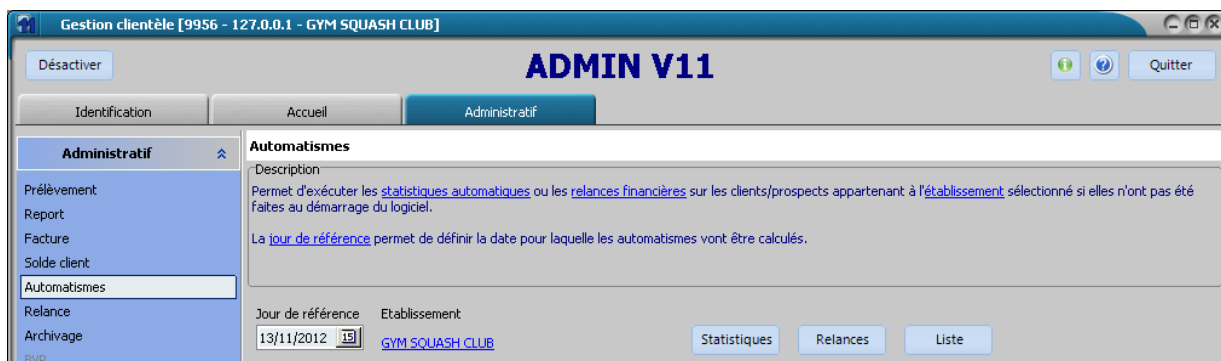 Gestion clientèle [9956 - 127.0.0.1 - GYM SQUASH CLUB]
Désactiver
ADMIN V11
Quitter
Identification
Accueil
Administratif
Administratif
Prélèvement
Report
Facture
Solde client
Automatismes
Relance
Archivage
Automatismes
Description
Permet d'exécuter les statistiques automatiques ou les relances financières sur les clients/prospects appartenant à l'établissement sélectionné si elles n'ont pas été
faites au démarrage du logiciel.
La jour de référence permet de définir la date pour laquelle les automatismes vont être calculés.
Jour de référence
Etablissement
13/11/2012
15
GYM SQUASH CLUB
Statistiques
Relances
Liste